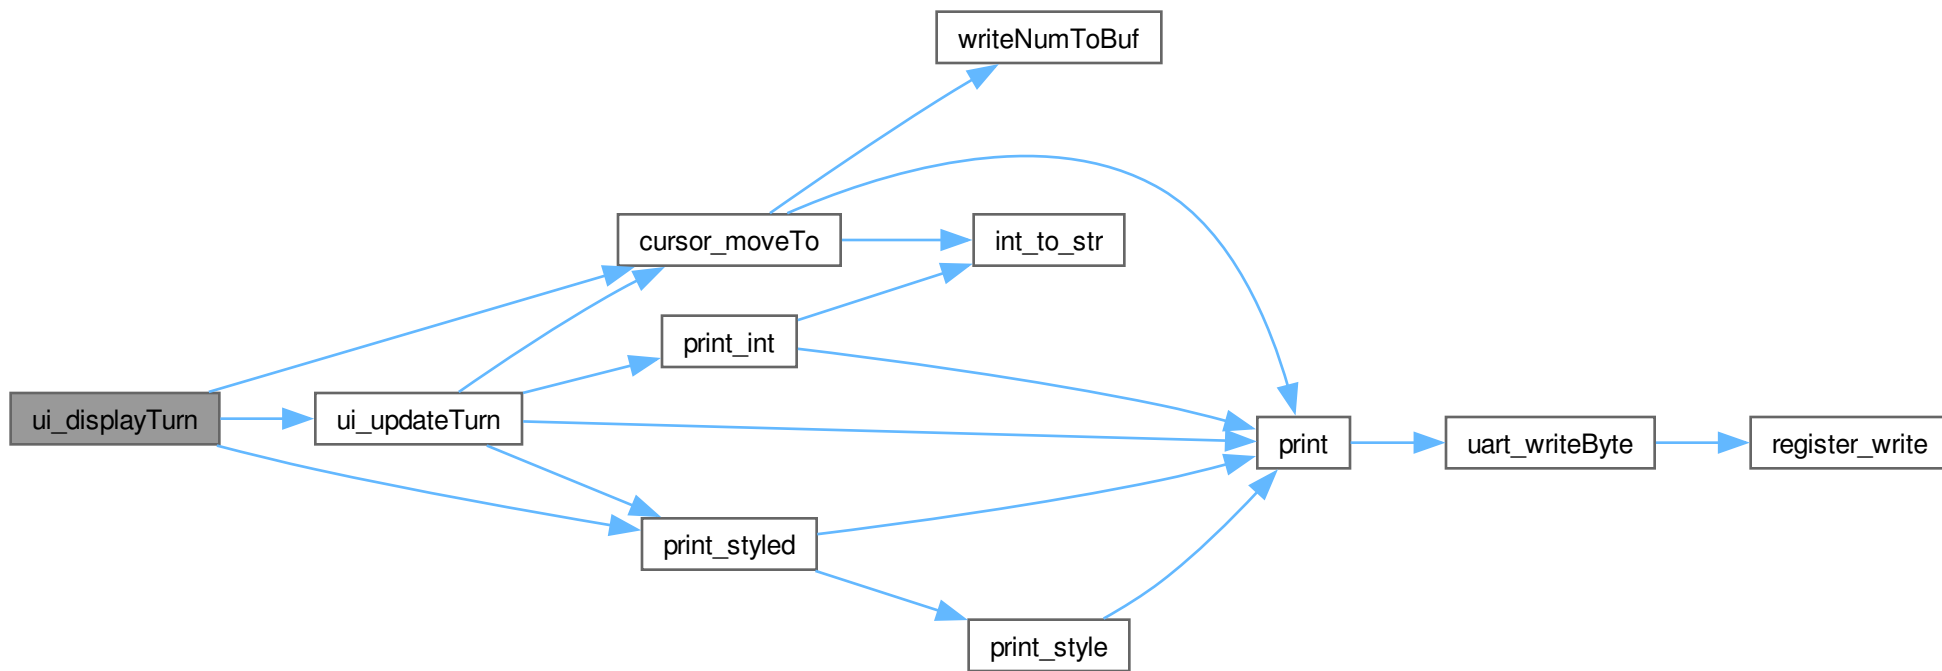 writeNumToBuf
cursor_moveTo
int_to_str
print_int
ui_displayTurn
ui_updateTurn
print
uart_writeByte
register_write
print_styled
print_style